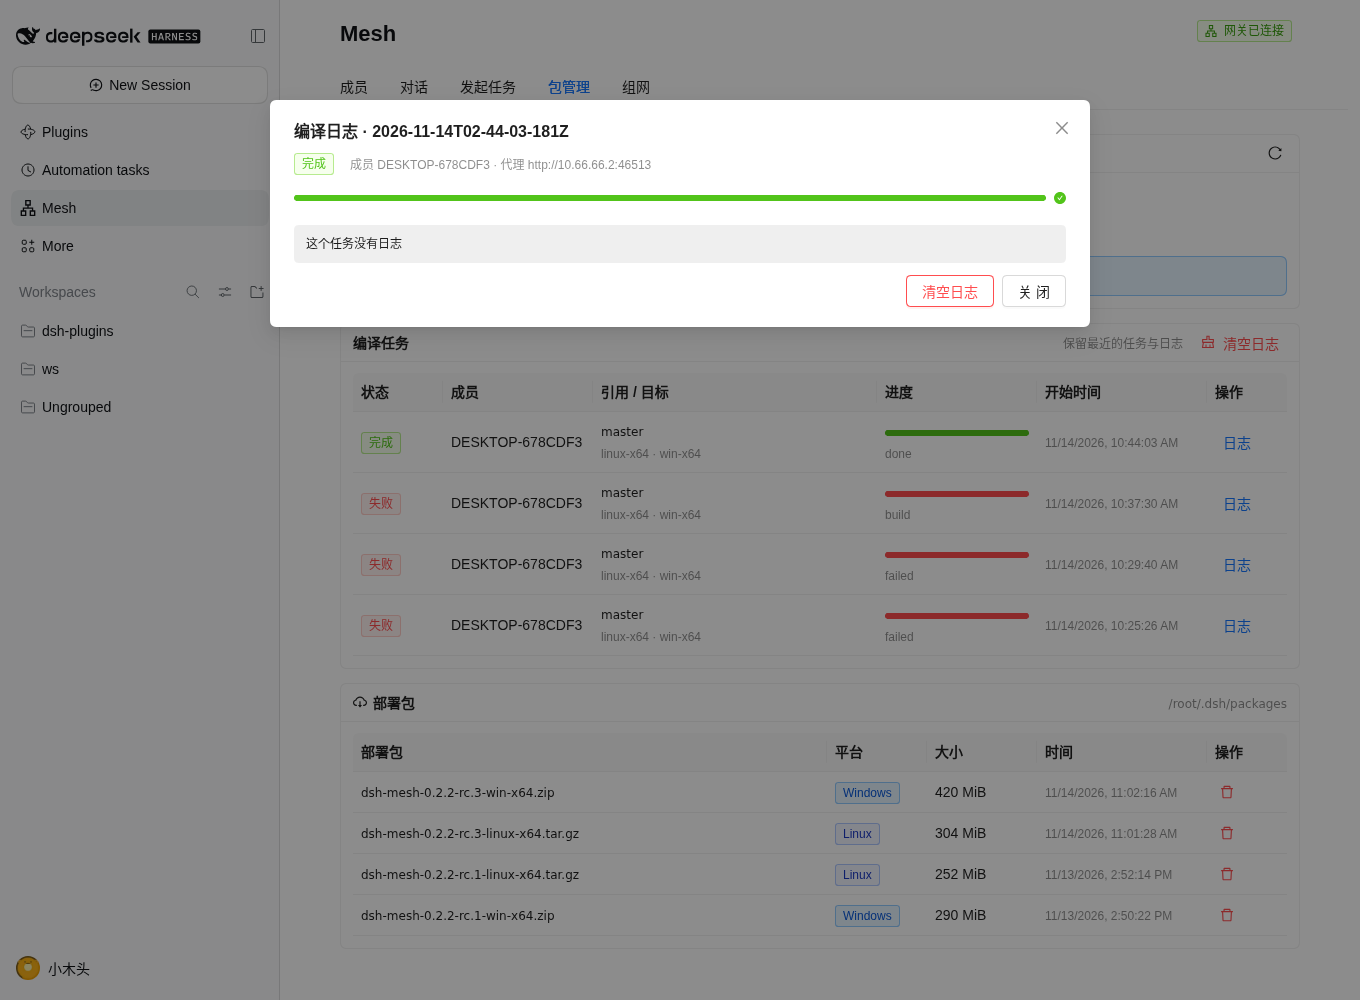 deepseek HARNESS
New Session
Plugins
Automation tasks
Mesh
More
Workspaces
dsh-plugins
ws
Ungrouped
小木头
Mesh
网关已连接
成员 对话 发起任务 包管理 组网
编译日志 · 2026-11-14T02-44-03-181Z
完成 成员 DESKTOP-678CDF3 · 代理 http://10.66.66.2:46513
这个任务没有日志
清空日志 关 闭
编译任务 保留最近的任务与日志 清空日志
状态 成员 引用 / 目标 进度 开始时间 操作
完成 DESKTOP-678CDF3 master linux-x64 · win-x64 done 11/14/2026, 10:44:03 AM 日志
失败 DESKTOP-678CDF3 master linux-x64 · win-x64 build 11/14/2026, 10:37:30 AM 日志
失败 DESKTOP-678CDF3 master linux-x64 · win-x64 failed 11/14/2026, 10:29:40 AM 日志
失败 DESKTOP-678CDF3 master linux-x64 · win-x64 failed 11/14/2026, 10:25:26 AM 日志
部署包 /root/.dsh/packages
部署包 平台 大小 时间 操作
dsh-mesh-0.2.2-rc.3-win-x64.zip Windows 420 MiB 11/14/2026, 11:02:16 AM
dsh-mesh-0.2.2-rc.3-linux-x64.tar.gz Linux 304 MiB 11/14/2026, 11:01:28 AM
dsh-mesh-0.2.2-rc.1-linux-x64.tar.gz Linux 252 MiB 11/13/2026, 2:52:14 PM
dsh-mesh-0.2.2-rc.1-win-x64.zip Windows 290 MiB 11/13/2026, 2:50:22 PM